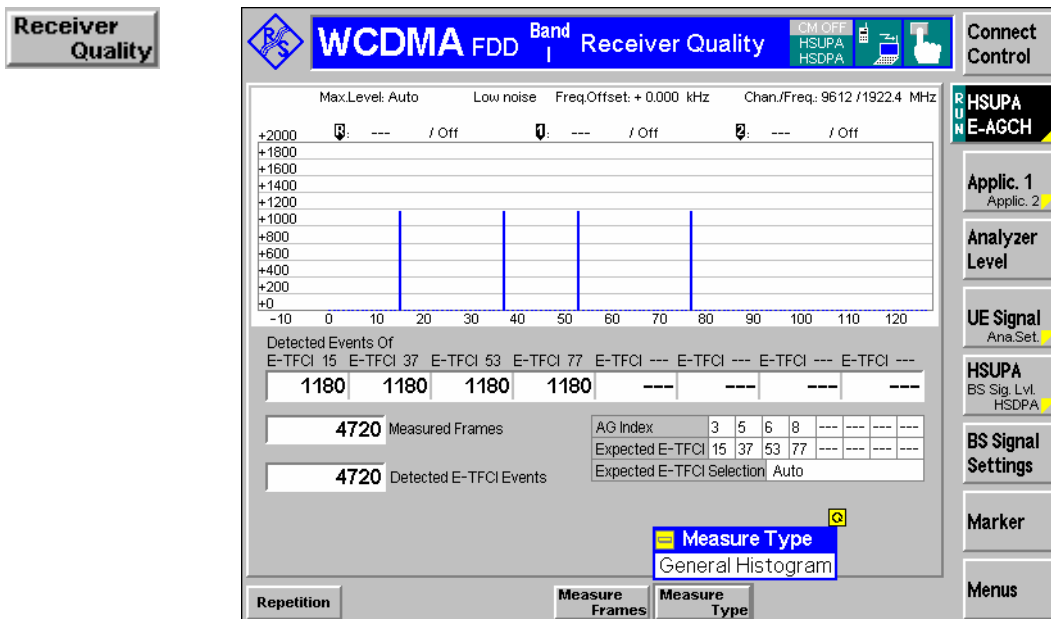 Receiver
Quality
R S
WCDMA FDD Band I Receiver Quality
CM OFF
HSUPA
HSDPA
Connect
Control
Max.Level: Auto Low noise Freq.Offset: + 0.000 kHz Chan./Freq.: 9612 / 1922.4 MHz
RUN
HSUPA
E-AGCH
R: --- / Off 1: --- / Off 2: --- / Off
+2000
+1800
+1600
+1400
+1200
+1000
+800
+600
+400
+200
+0
-10 0 10 20 30 40 50 60 70 80 90 100 110 120
Applic. 1
Applic. 2
Analyzer
Level
UE Signal
Ana.Set.
HSUPA
BS Sig. Lvl.
HSDPA
BS Signal
Settings
Marker
Menus
Detected Events Of
E-TFCI 15 E-TFCI 37 E-TFCI 53 E-TFCI 77 E-TFCI --- E-TFCI --- E-TFCI --- E-TFCI ---
1180 1180 1180 1180 --- --- --- ---
4720 Measured Frames
4720 Detected E-TFCI Events
AG Index 3 5 6 8 --- --- --- ---
Expected E-TFCI 15 37 53 77 --- --- --- ---
Expected E-TFCI Selection Auto
Measure Type
General Histogram
Repetition
Measure
Frames
Measure
Type